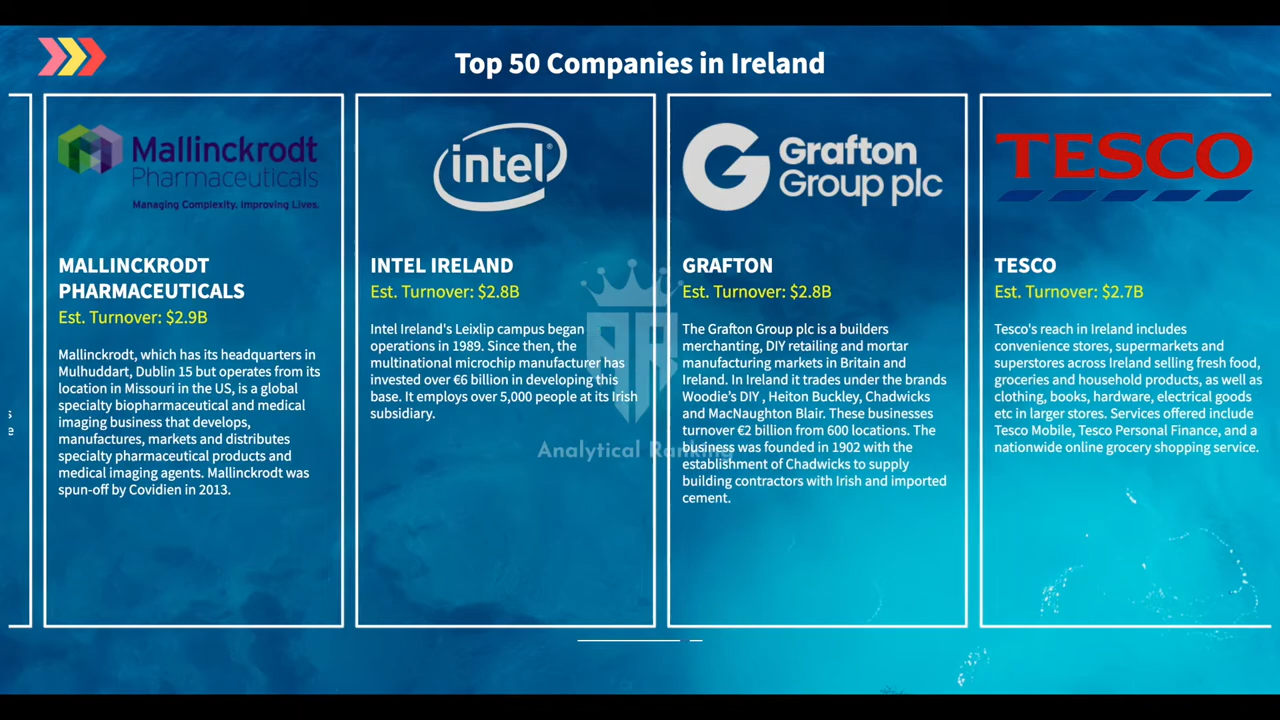 Top 50 Companies in Ireland
Mallinckrodt
Pharmaceuticals
Managing Complexity. Improving Lives.
MALLINCKRODT
PHARMACEUTICALS
Est. Turnover: $2.9B
Mallinckrodt, which has its headquarters in
Mulhuddart, Dublin 15 but operates from its
location in Missouri in the US, is a global
specialty biopharmaceutical and medical
imaging business that develops,
manufactures, markets and distributes
specialty pharmaceutical products and
medical imaging agents. Mallinckrodt was
spun-off by Covidien in 2013.
intel®
INTEL IRELAND
Est. Turnover: $2.8B
Intel Ireland's Leixlip campus began
operations in 1989. Since then, the
multinational microchip manufacturer has
invested over €6 billion in developing this
base. It employs over 5,000 people at its Irish
subsidiary.
Grafton
Group plc
GRAFTON
Est. Turnover: $2.8B
The Grafton Group plc is a builders
merchanting, DIY retailing and mortar
manufacturing markets in Britain and
Ireland. In Ireland it trades under the brands
Woodie's DIY , Heiton Buckley, Chadwicks
and MacNaughton Blair. These businesses
turnover €2 billion from 600 locations. The
business was founded in 1902 with the
establishment of Chadwicks to supply
building contractors with Irish and imported
cement.
TESCO
TESCO
Est. Turnover: $2.7B
Tesco's reach in Ireland includes
convenience stores, supermarkets and
superstores across Ireland selling fresh food,
groceries and household products, as well as
clothing, books, hardware, electrical goods
etc in larger stores. Services offered include
Tesco Mobile, Tesco Personal Finance, and a
nationwide online grocery shopping service.
Analytical Ranking